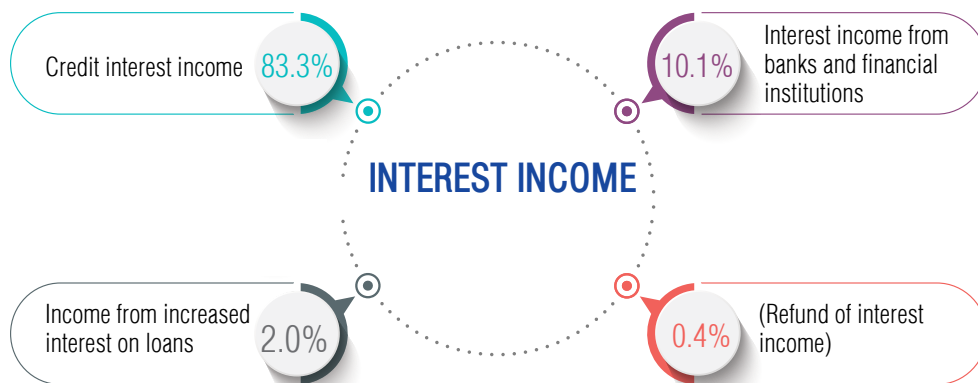 Credit interest income
83.3%
10.1%
Interest income from
banks and financial
institutions
INTEREST INCOME
Income from increased
interest on loans
2.0%
0.4%
(Refund of interest
income)